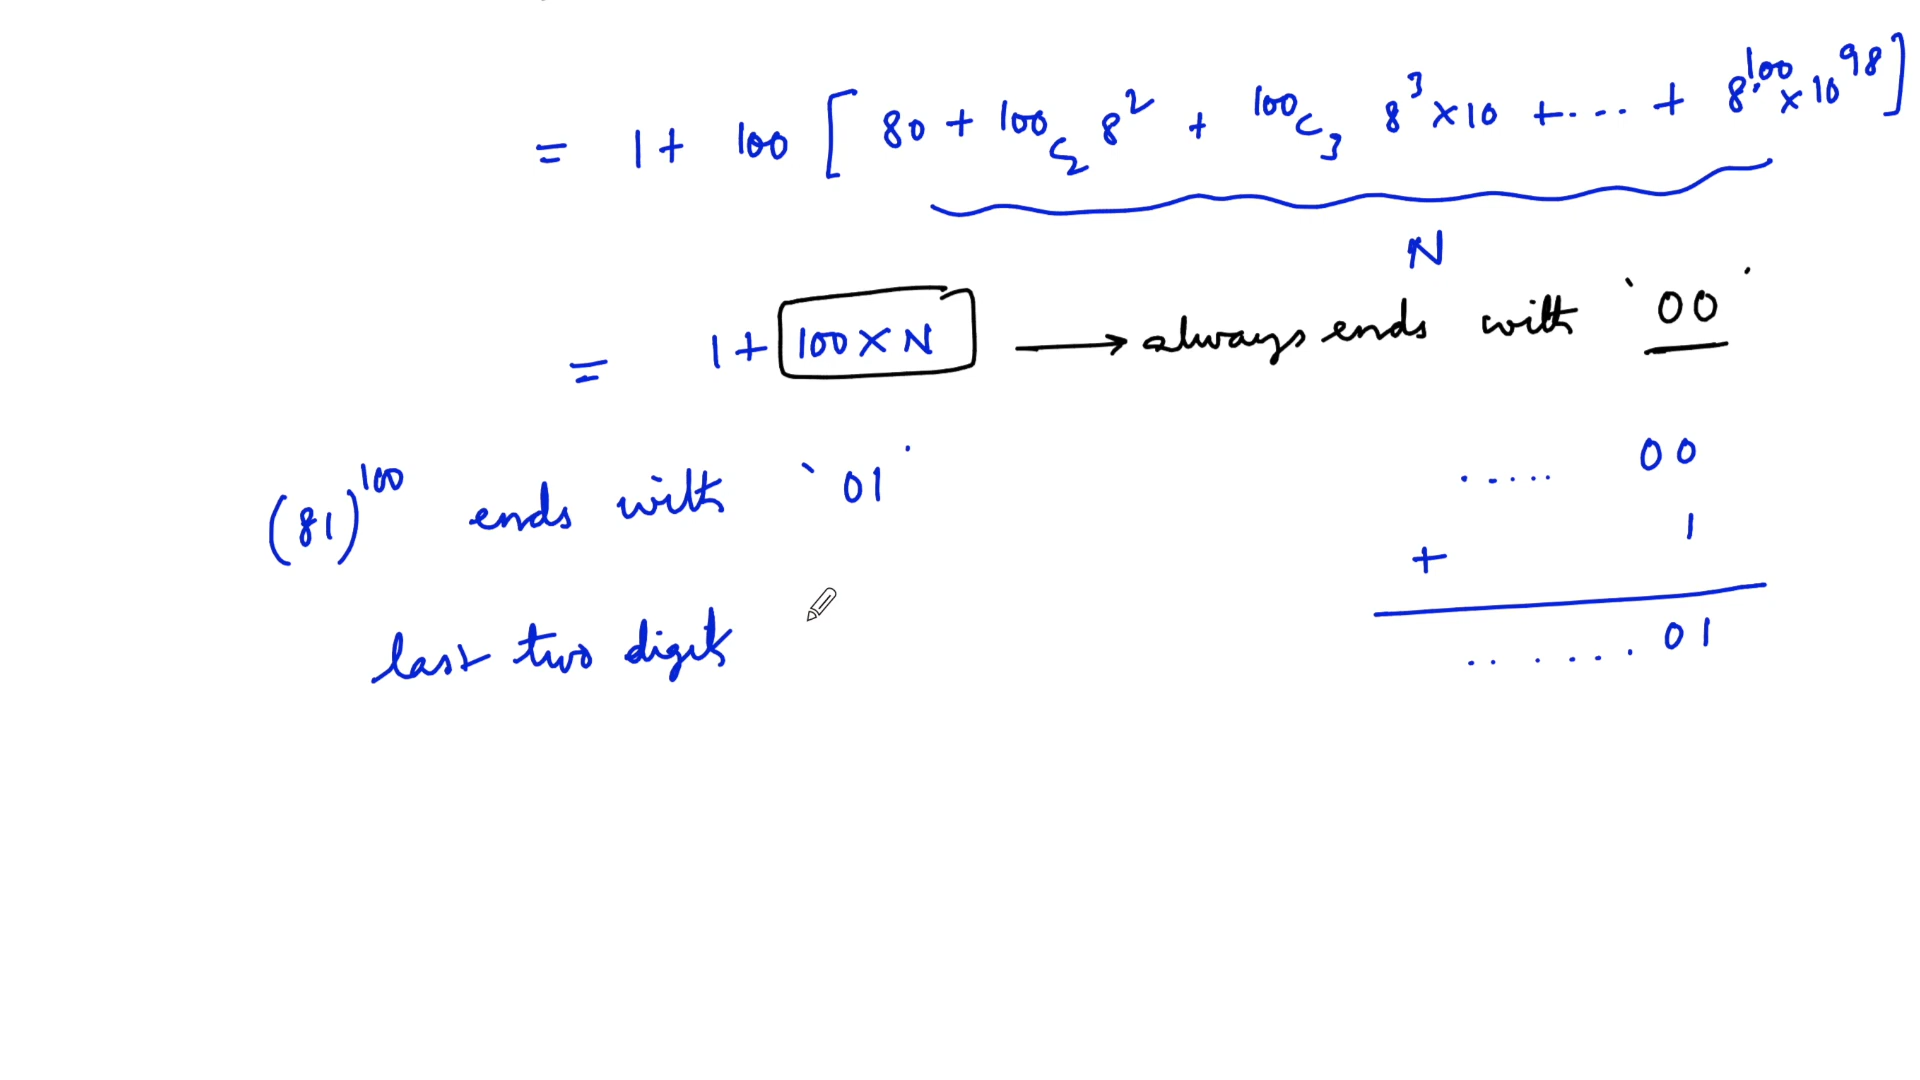 = 1 + 100 [ 80 + 100C2 8^2 + 100C3 8^3 × 10 + .... + 8^100 × 10^98 ]
N
= 1 + 100 × N → always ends with '00'
(81)^100 ends with '01'
last two digits
..... 00
+ 1
....... 01